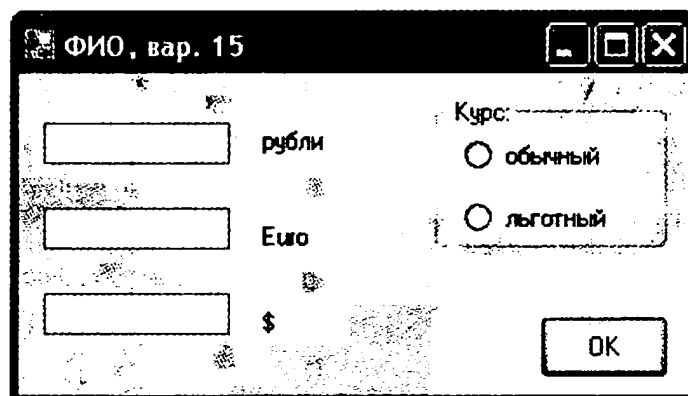 ФИО, вар. 15
рубли
Euro
$
Курс:
обычный
льготный
OK